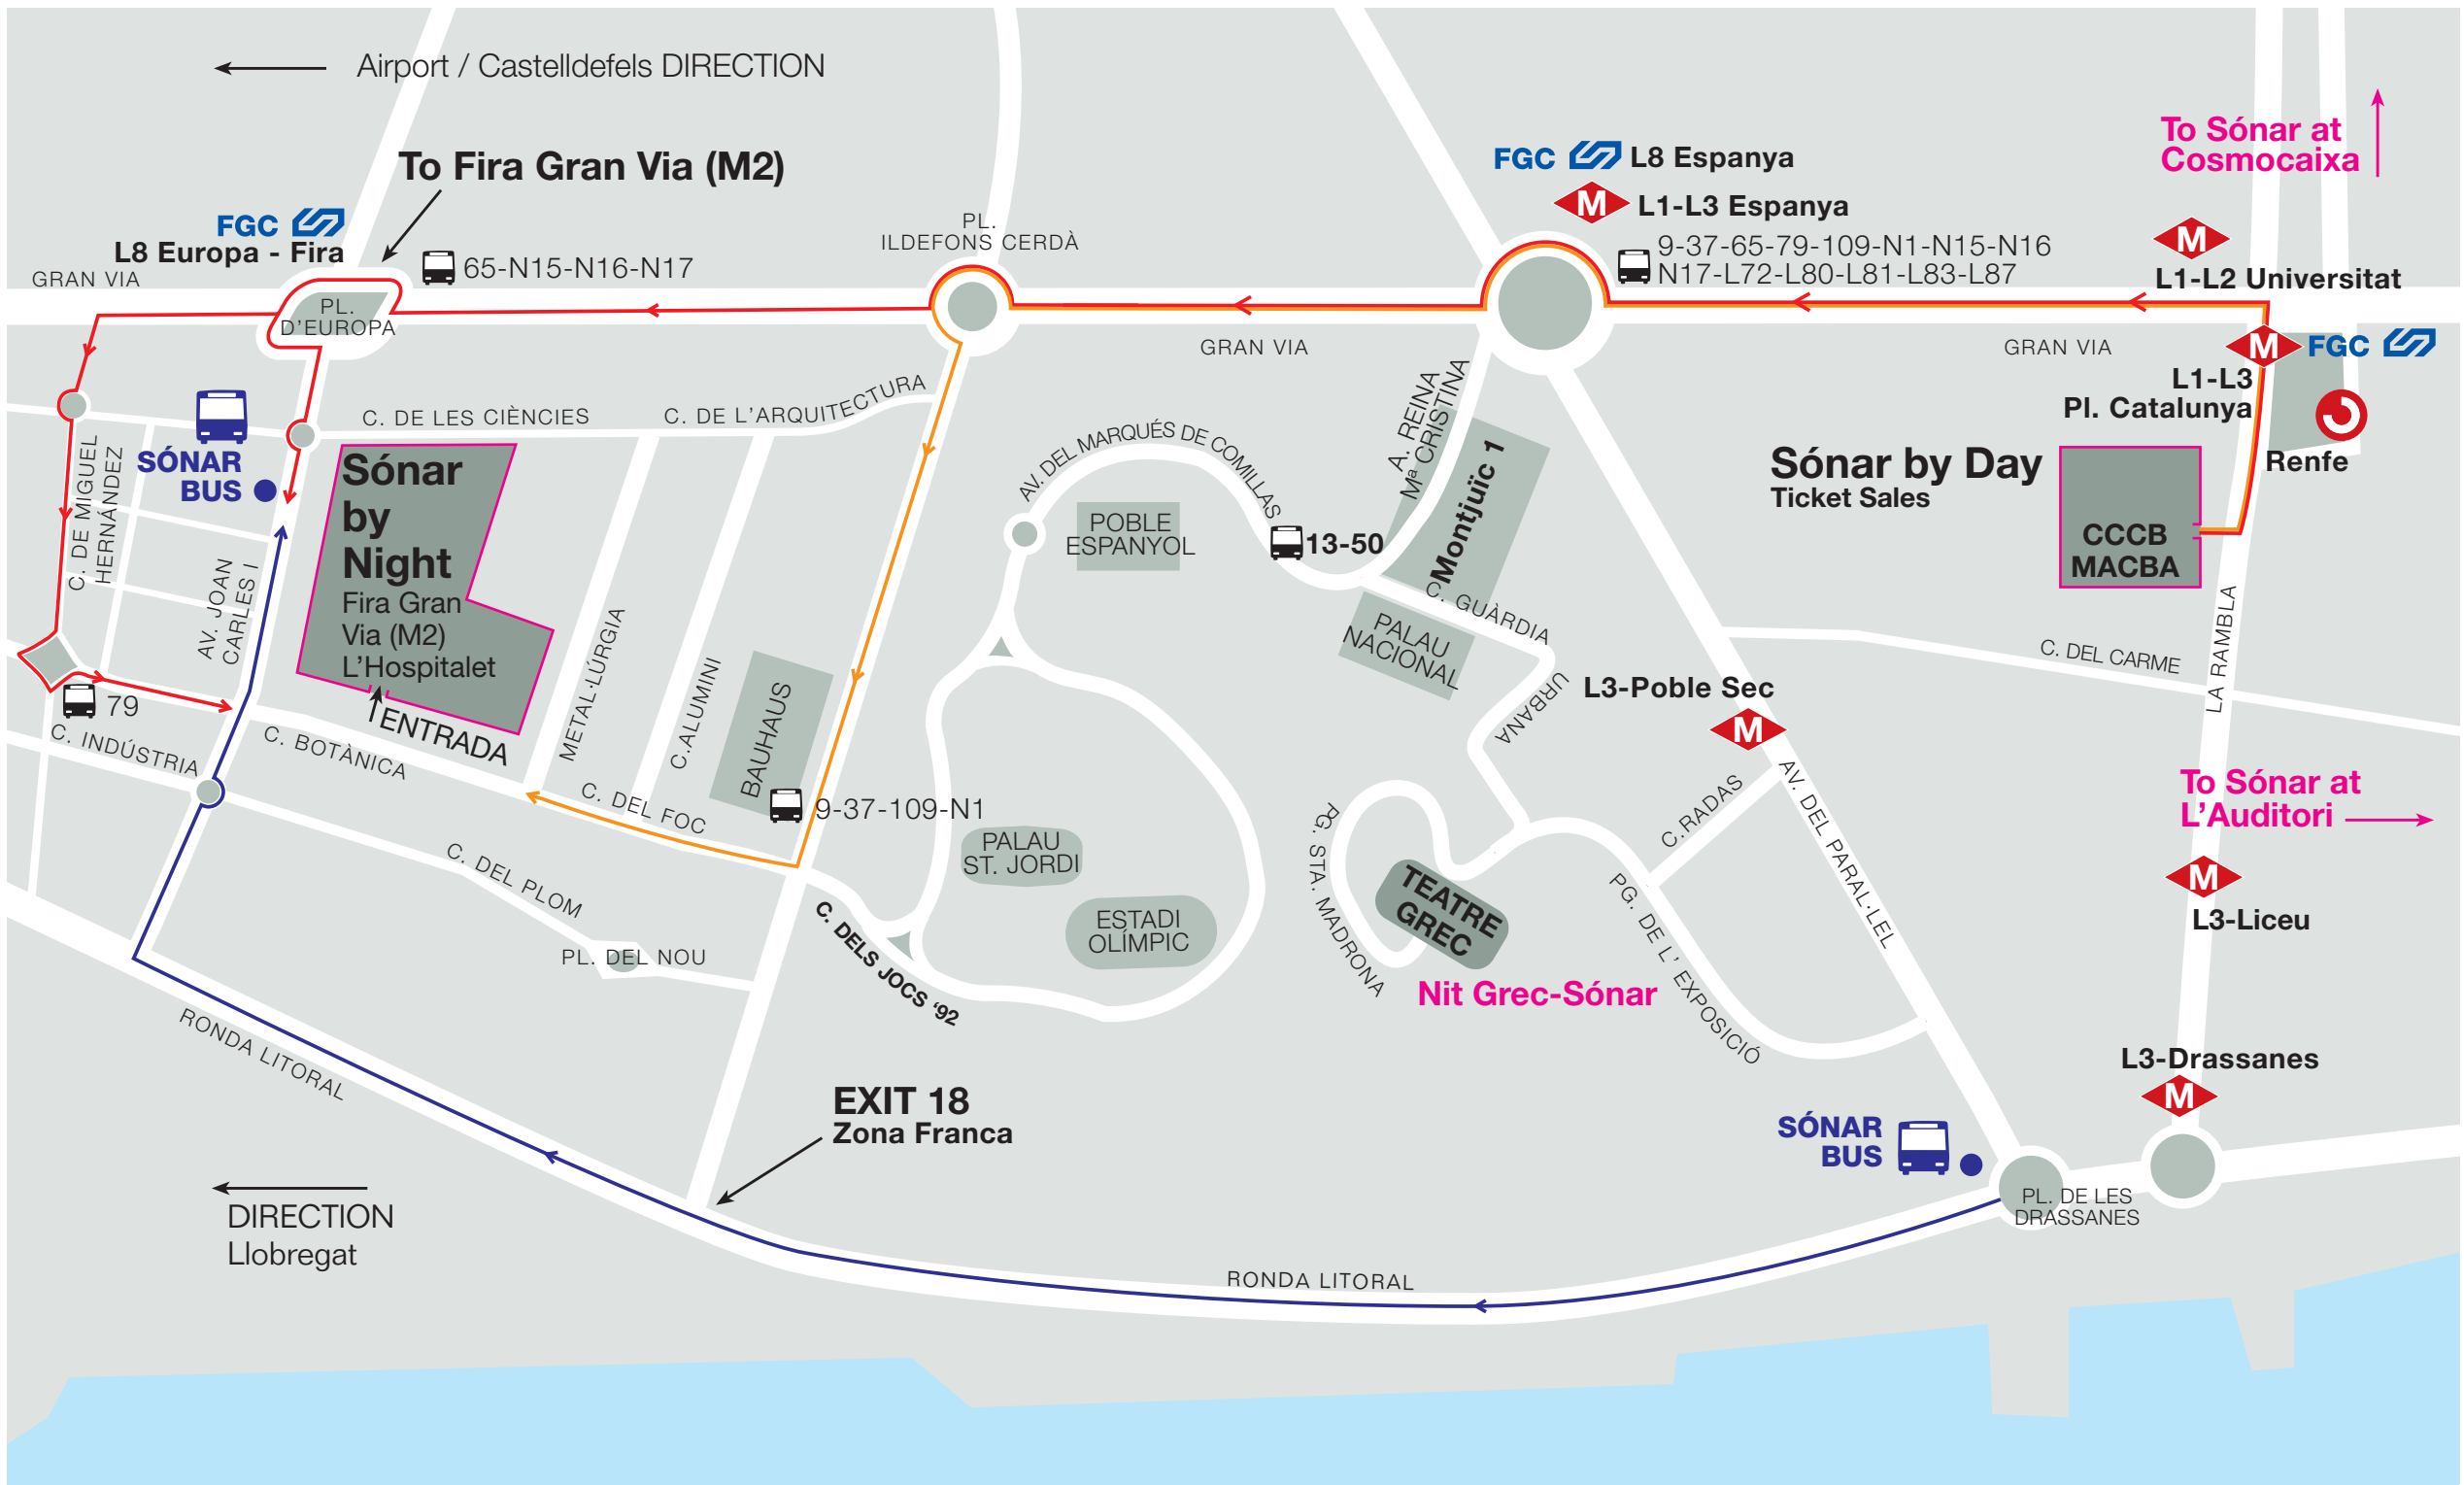 Airport / Castelldefels DIRECTION
To Fira Gran Via (M2)
FGC
L8 Europa - Fira
GRAN VIA
65-N15-N16-N17
PL.
D'EUROPA
PL.
ILDEFONS CERDÀ
FGC L8 Espanya
M L1-L3 Espanya
9-37-65-79-109-N1-N15-N16
N17-L72-L80-L81-L83-L87
To Sónar at
Cosmocaixa
M
L1-L2 Universitat
GRAN VIA
GRAN VIA
M FGC
L1-L3
Pl. Catalunya
Renfe
Sónar by Day
Ticket Sales
CCCB
MACBA
SÓNAR
BUS
C. DE LES CIÈNCIES
C. DE L'ARQUITECTURA
C. DE MIGUEL
HERNÁNDEZ
AV. JOAN
CARLES I
Sónar
by
Night
Fira Gran
Via (M2)
L'Hospitalet
ENTRADA
79
C. INDÚSTRIA
C. BOTÀNICA
METAL·LÚRGIA
C.ALUMINI
BAUHAUS
C. DEL FOC
9-37-109-N1
C. DEL PLOM
PL. DEL NOU
C. DELS JOCS ‘92
AV. DEL MARQUÉS DE COMILLAS
POBLE
ESPANYOL
13-50
A. REINA
Mª CRISTINA
Montjuïc 1
C. GUÀRDIA
URBANA
PALAU
NACIONAL
PALAU
ST. JORDI
ESTADI
OLÍMPIC
PG. STA. MADRONA
TEATRE
GREC
Nit Grec-Sónar
L3-Poble Sec
M
C.RADAS
AV. DEL PARAL·LEL
PG. DE L' EXPOSICIÓ
C. DEL CARME
LA RAMBLA
To Sónar at
L'Auditori
M
L3-Liceu
L3-Drassanes
M
SÓNAR
BUS
PL. DE LES
DRASSANES
EXIT 18
Zona Franca
RONDA LITORAL
DIRECTION
Llobregat
RONDA LITORAL